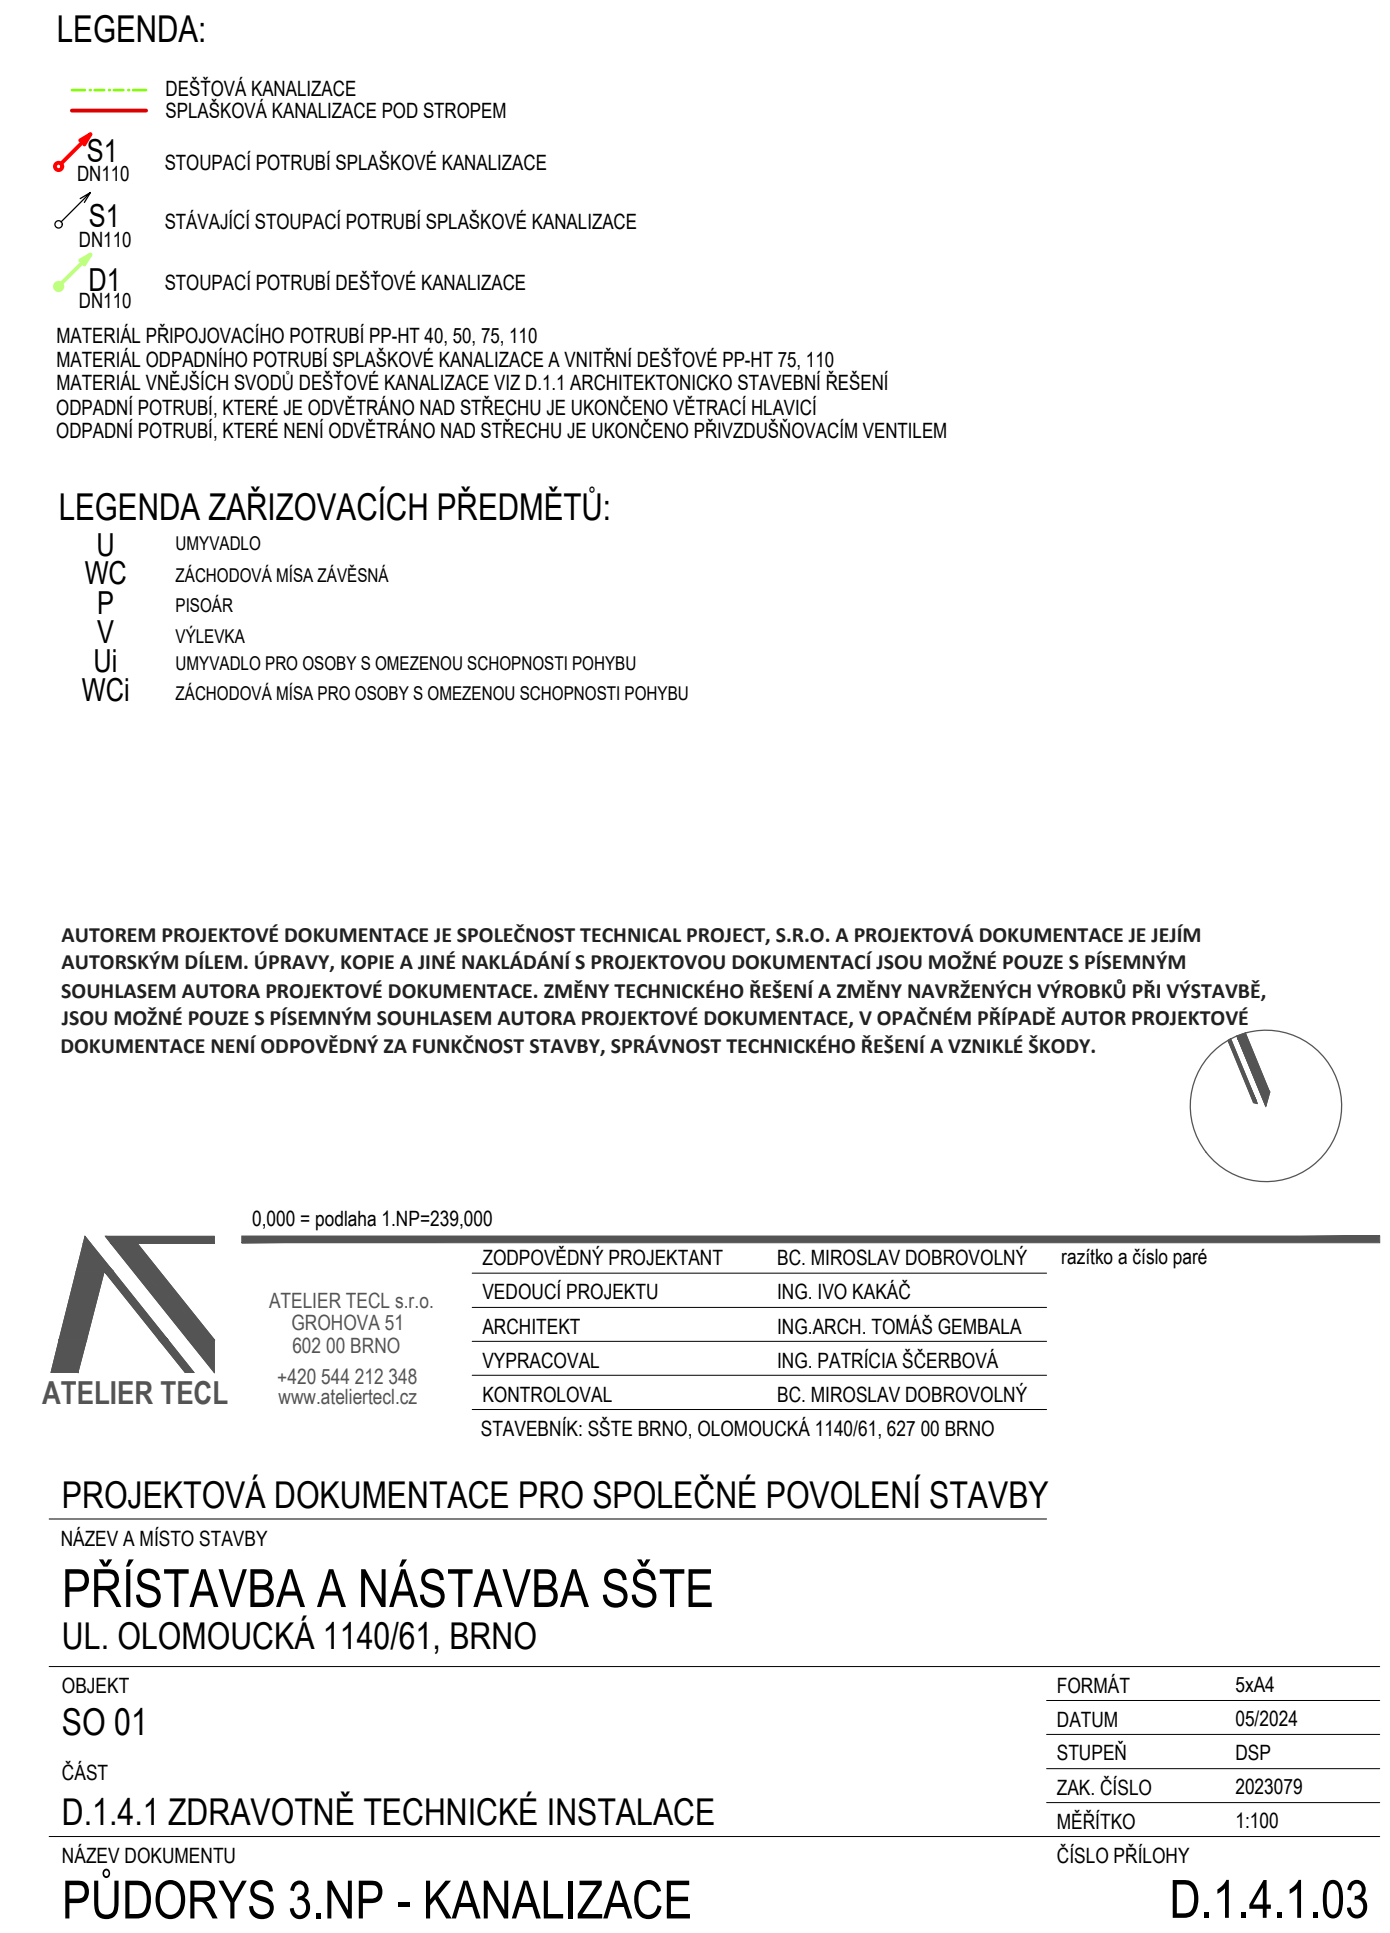 LEGENDA:
DEŠŤOVÁ KANALIZACE
SPLAŠKOVÁ KANALIZACE POD STROPEM
S1
DN110
STOUPACÍ POTRUBÍ SPLAŠKOVÉ KANALIZACE
S1
DN110
STÁVAJÍCÍ STOUPACÍ POTRUBÍ SPLAŠKOVÉ KANALIZACE
D1
DN110
STOUPACÍ POTRUBÍ DEŠŤOVÉ KANALIZACE
MATERIÁL PŘIPOJOVACÍHO POTRUBÍ PP-HT 40, 50, 75, 110
MATERIÁL ODPADNÍHO POTRUBÍ SPLAŠKOVÉ KANALIZACE A VNITŘNÍ DEŠŤOVÉ PP-HT 75, 110
MATERIÁL VNĚJŠÍCH SVODŮ DEŠŤOVÉ KANALIZACE VIZ D.1.1 ARCHITEKTONICKO STAVEBNÍ ŘEŠENÍ
ODPADNÍ POTRUBÍ, KTERÉ JE ODVĚTRÁNO NAD STŘECHU JE UKONČENO VĚTRACÍ HLAVICÍ
ODPADNÍ POTRUBÍ, KTERÉ NENÍ ODVĚTRÁNO NAD STŘECHU JE UKONČENO PŘIVZDUŠŇOVACÍM VENTILEM
LEGENDA ZAŘIZOVACÍCH PŘEDMĚTŮ:
U UMYVADLO
WC ZÁCHODOVÁ MÍSA ZÁVĚSNÁ
P PISOÁR
V VÝLEVKA
Ui UMYVADLO PRO OSOBY S OMEZENOU SCHOPNOSTI POHYBU
WCi ZÁCHODOVÁ MÍSA PRO OSOBY S OMEZENOU SCHOPNOSTI POHYBU
AUTOREM PROJEKTOVÉ DOKUMENTACE JE SPOLEČNOST TECHNICAL PROJECT, S.R.O. A PROJEKTOVÁ DOKUMENTACE JE JEJÍM
AUTORSKÝM DÍLEM. ÚPRAVY, KOPIE A JINÉ NAKLÁDÁNÍ S PROJEKTOVOU DOKUMENTACÍ JSOU MOŽNÉ POUZE S PÍSEMNÝM
SOUHLASEM AUTORA PROJEKTOVÉ DOKUMENTACE. ZMĚNY TECHNICKÉHO ŘEŠENÍ A ZMĚNY NAVRŽENÝCH VÝROBKŮ PŘI VÝSTAVBĚ,
JSOU MOŽNÉ POUZE S PÍSEMNÝM SOUHLASEM AUTORA PROJEKTOVÉ DOKUMENTACE, V OPAČNÉM PŘÍPADĚ AUTOR PROJEKTOVÉ
DOKUMENTACE NENÍ ODPOVĚDNÝ ZA FUNKČNOST STAVBY, SPRÁVNOST TECHNICKÉHO ŘEŠENÍ A VZNIKLÉ ŠKODY.
0,000 = podlaha 1.NP=239,000
ATELIER TECL
ATELIER TECL s.r.o.
GROHOVA 51
602 00 BRNO
+420 544 212 348
www.ateliertecl.cz
ZODPOVĚDNÝ PROJEKTANT BC. MIROSLAV DOBROVOLNÝ
VEDOUCÍ PROJEKTU ING. IVO KAKÁČ
ARCHITEKT ING.ARCH. TOMÁŠ GEMBALA
VYPRACOVAL ING. PATRÍCIA ŠČERBOVÁ
KONTROLOVAL BC. MIROSLAV DOBROVOLNÝ
STAVEBNÍK: SŠTE BRNO, OLOMOUCKÁ 1140/61, 627 00 BRNO
razítko a číslo paré
PROJEKTOVÁ DOKUMENTACE PRO SPOLEČNÉ POVOLENÍ STAVBY
NÁZEV A MÍSTO STAVBY
PŘÍSTAVBA A NÁSTAVBA SŠTE
UL. OLOMOUCKÁ 1140/61, BRNO
OBJEKT
SO 01
ČÁST
D.1.4.1 ZDRAVOTNĚ TECHNICKÉ INSTALACE
FORMÁT 5xA4
DATUM 05/2024
STUPEŇ DSP
ZAK. ČÍSLO 2023079
MĚŘÍTKO 1:100
NÁZEV DOKUMENTU
PŮDORYS 3.NP - KANALIZACE
ČÍSLO PŘÍLOHY
D.1.4.1.03